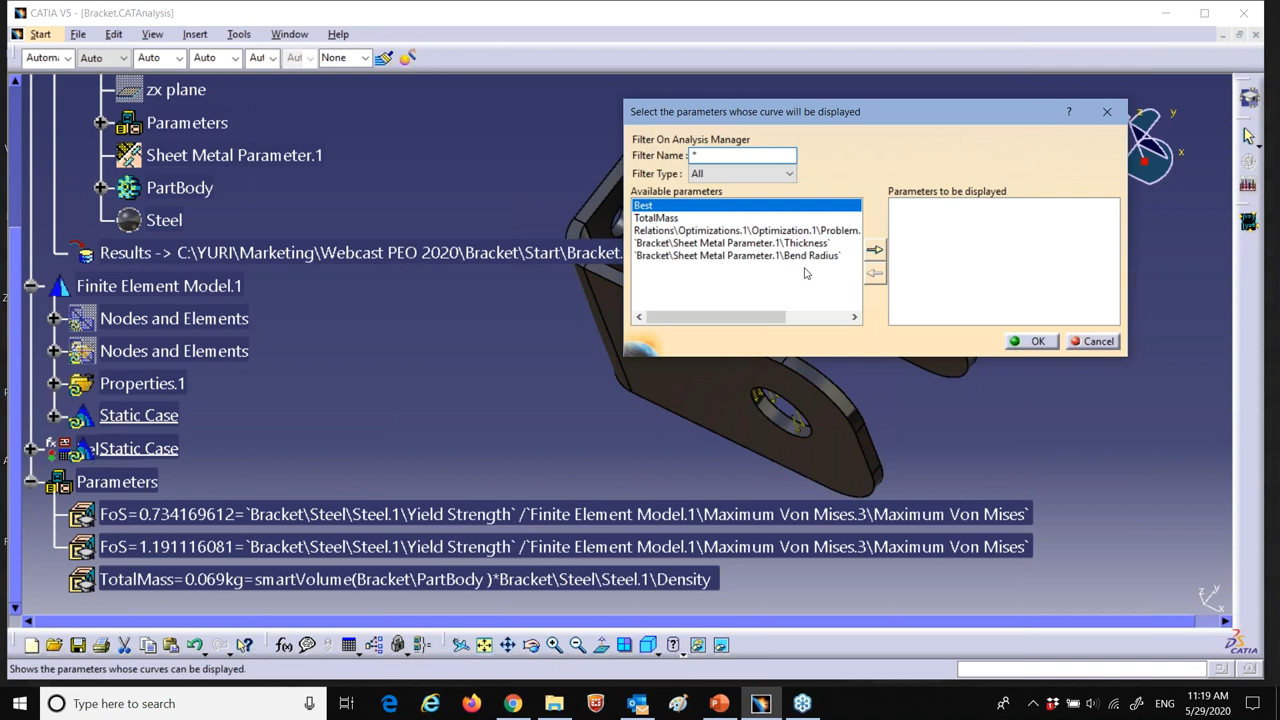 CATIA V5 - [Bracket.CATAnalysis]
Start File Edit View Insert Tools Window Help
Autom Auto Auto Auto Aut Aut None
zx plane
Parameters
Sheet Metal Parameter.1
PartBody
Steel
Results -> C:\YURI\Marketing\Webcast PEO 2020\Bracket\Start\Bracket.
Finite Element Model.1
Nodes and Elements
Nodes and Elements
Properties.1
Static Case
Static Case
Parameters
FoS=0.734169612=`Bracket\Steel\Steel.1\Yield Strength` /`Finite Element Model.1\Maximum Von Mises.3\Maximum Von Mises`
FoS=1.191116081=`Bracket\Steel\Steel.1\Yield Strength` /`Finite Element Model.1\Maximum Von Mises.3\Maximum Von Mises`
TotalMass=0.069kg=smartVolume(Bracket\PartBody )*Bracket\Steel\Steel.1\Density
Select the parameters whose curve will be displayed
? 
Filter On Analysis Manager
Filter Name : *
Filter Type : All
Available parameters
Parameters to be displayed
Best
TotalMass
Relations\Optimizations.1\Optimization.1\Problem.
`Bracket\Sheet Metal Parameter.1\Thickness`
`Bracket\Sheet Metal Parameter.1\Bend Radius`
OK Cancel
z y
x
z y
x
CATIA
Shows the parameters whose curves can be displayed.
Type here to search
ENG
11:19 AM
5/29/2020